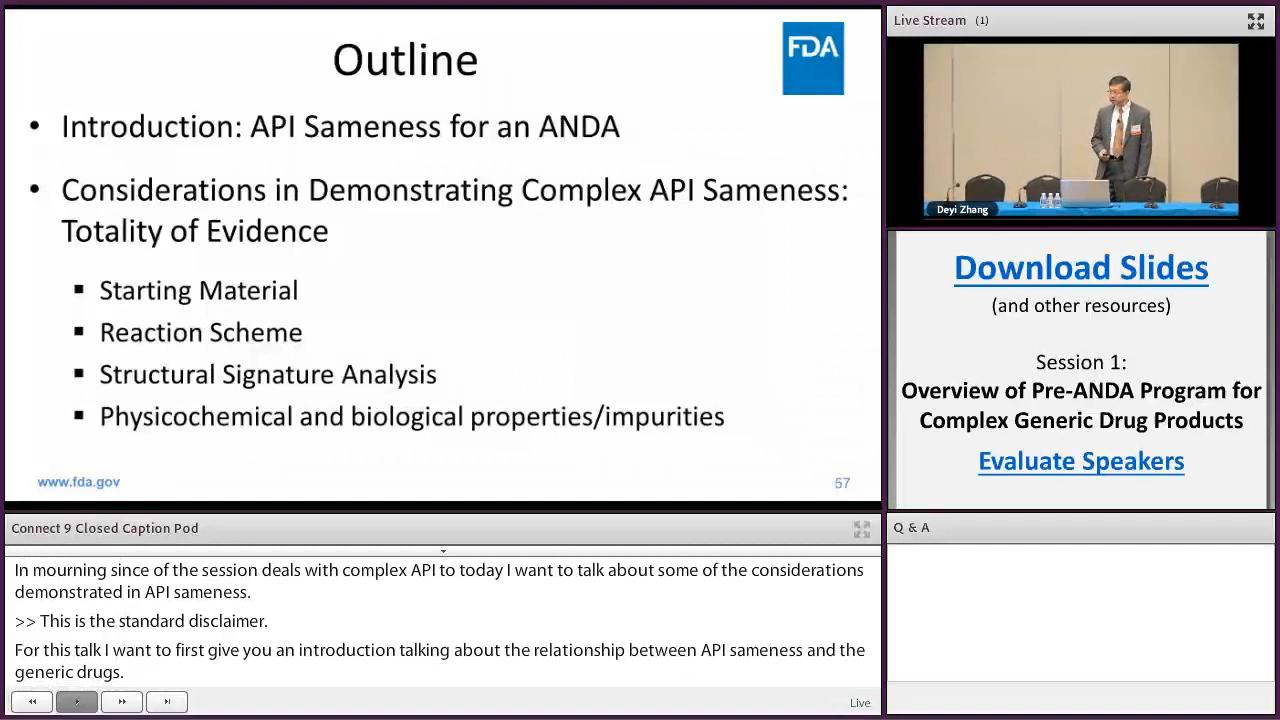 Outline
FDA
• Introduction: API Sameness for an ANDA
• Considerations in Demonstrating Complex API Sameness:
Totality of Evidence
▪ Starting Material
▪ Reaction Scheme
▪ Structural Signature Analysis
▪ Physicochemical and biological properties/impurities
www.fda.gov
57
Live Stream (1)
Deyi Zhang
Download Slides
(and other resources)
Session 1:
Overview of Pre-ANDA Program for
Complex Generic Drug Products
Evaluate Speakers
Connect 9 Closed Caption Pod
In mourning since of the session deals with complex API to today I want to talk about some of the considerations
demonstrated in API sameness.
>> This is the standard disclaimer.
For this talk I want to first give you an introduction talking about the relationship between API sameness and the
generic drugs.
Live
Q & A